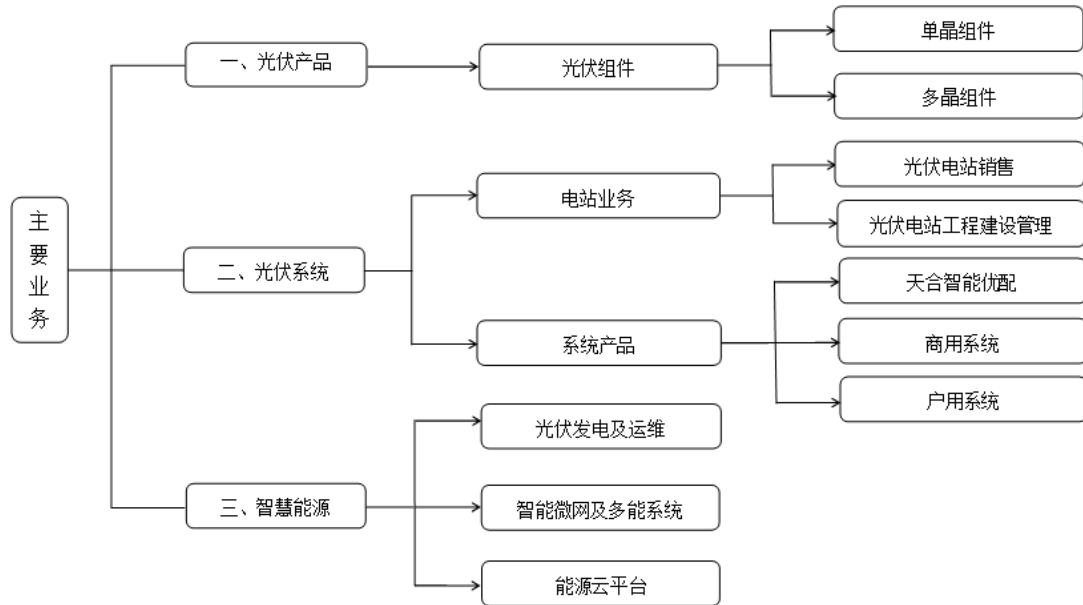 主要业务
一、光伏产品
光伏组件
单晶组件
多晶组件
二、光伏系统
电站业务
光伏电站销售
光伏电站工程建设管理
系统产品
天合智能优配
商用系统
户用系统
三、智慧能源
光伏发电及运维
智能微网及多能系统
能源云平台